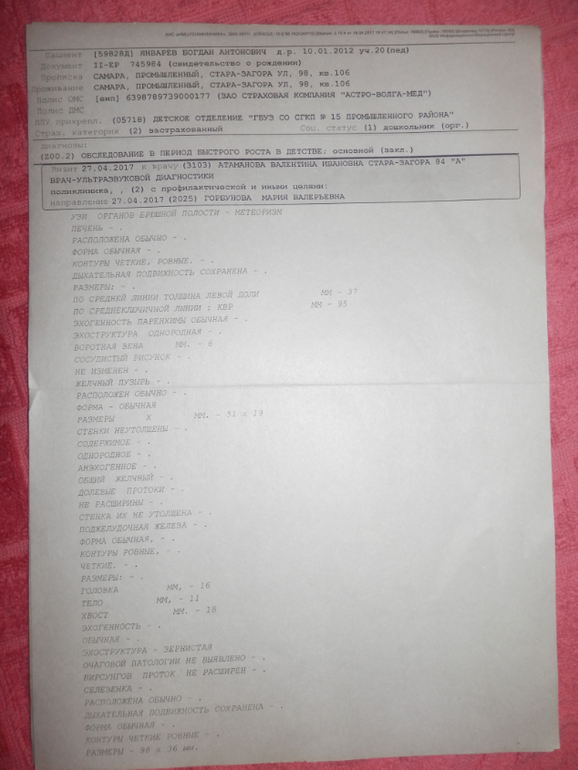 Пациент [59828Д] ЯНВАРЕВ БОГДАН АНТОНОВИЧ д.р. 10.01.2012 уч.20(пед)
Документ II-ЕР 745984 (свидетельство о рождении)
Прописка САМАРА, ПРОМЫШЛЕННЫЙ, СТАРА-ЗАГОРА УЛ, 98, кв.106
Проживание САМАРА, ПРОМЫШЛЕННЫЙ, СТАРА-ЗАГОРА УЛ, 98, кв.106
Полис ОМС [енп] 6398789739000177 (ЗАО СТРАХОВАЯ КОМПАНИЯ "АСТРО-ВОЛГА-МЕД")
Полис ДМС
ЛПУ прикрепл. (05718) ДЕТСКОЕ ОТДЕЛЕНИЕ "ГБУЗ СО СГКП № 15 ПРОМЫШЛЕННОГО РАЙОНА"
Страх. категория (2) застрахованный Соц. статус (1) дошкольник (орг.)
Диагнозы:
(Z00.2) ОБСЛЕДОВАНИЕ В ПЕРИОД БЫСТРОГО РОСТА В ДЕТСТВЕ; основной (закл.)
Визит 27.04.2017 к врачу (3103) АТАМАНОВА ВАЛЕНТИНА ИВАНОВНА СТАРА-ЗАГОРА 94 "А"
ВРАЧ-УЛЬТРАЗВУКОВОЙ ДИАГНОСТИКИ
поликлиника, , (2) с профилактической и иными целями:
направление 27.04.2017 (2025) ГОРБУНОВА МАРИЯ ВАЛЕРЬЕВНА
УЗИ ОРГАНОВ БРЮШНОЙ ПОЛОСТИ - МЕТЕОРИЗМ
ПЕЧЕНЬ - .
РАСПОЛОЖЕНА ОБЫЧНО - .
ФОРМА ОБЫЧНАЯ - .
КОНТУРЫ ЧЕТКИЕ, РОВНЫЕ. - .
ДЫХАТЕЛЬНАЯ ПОДВИЖНОСТЬ СОХРАНЕНА - .
РАЗМЕРЫ: - .
ПО СРЕДНЕЙ ЛИНКИ ТОЛЩИНА ЛЕВОЙ ДОЛИ ММ - 37
ПО СРЕДНЕКЛЮЧИЧНОЙ ЛИНИИ : КВР ММ - 95
ЭХОГЕННОСТЬ ПАРЕНХИМЫ ОБЫЧНАЯ - .
ЭХОСТРУКТУРА ОДНОРОДНАЯ - .
ВОРОТНАЯ ВЕНА ММ. - 6
СОСУДИСТЫЙ РИСУНОК - .
НЕ ИЗМЕНЕН - .
ЖЕЛЧНЫЙ ПУЗЫРЬ - .
РАСПОЛОЖЕН ОБЫЧНО - .
ФОРМА - ОБЫЧНАЯ
РАЗМЕРЫ Х ММ. - 51 х 19
СТЕНКИ НЕУТОЛЩЕНЫ - .
СОДЕРЖИМОЕ - .
ОДНОРОДНОЕ - .
АНЭХОГЕННОЕ - .
ОБЩИЙ ЖЕЛЧНЫЙ - .
ДОЛЕВЫЕ ПРОТОКИ - .
НЕ РАСШИРЕНЫ - .
СТЕНКА ИХ НЕ УТОЛЩЕНА - .
ПОДЖЕЛУДОЧНАЯ ЖЕЛЕЗА - .
ФОРМА ОБЫЧНАЯ, - .
КОНТУРЫ РОВНЫЕ, - .
ЧЕТКИЕ. - .
РАЗМЕРЫ: - .
ГОЛОВКА ММ, - 16
ТЕЛО ММ, - 11
ХВОСТ ММ. - 16
ЭХОГЕННОСТЬ - .
ОБЫЧНАЯ - .
ЭХОСТРУКТУРА - ЗЕРНИСТАЯ
ОЧАГОВОЙ ПАТОЛОГИИ НЕ ВЫЯВЛЕНО - .
ВИРСУНГОВ ПРОТОК НЕ РАСШИРЕН - .
СЕЛЕЗЕНКА - .
РАСПОЛОЖЕНА ОБЫЧНО - .
ДЫХАТЕЛЬНАЯ ПОДВИЖНОСТЬ СОХРАНЕНА - .
ФОРМА ОБЫЧНАЯ - .
КОНТУРЫ ЧЕТКИЕ РОВНЫЕ - .
РАЗМЕРЫ - 98 х 36 мм.